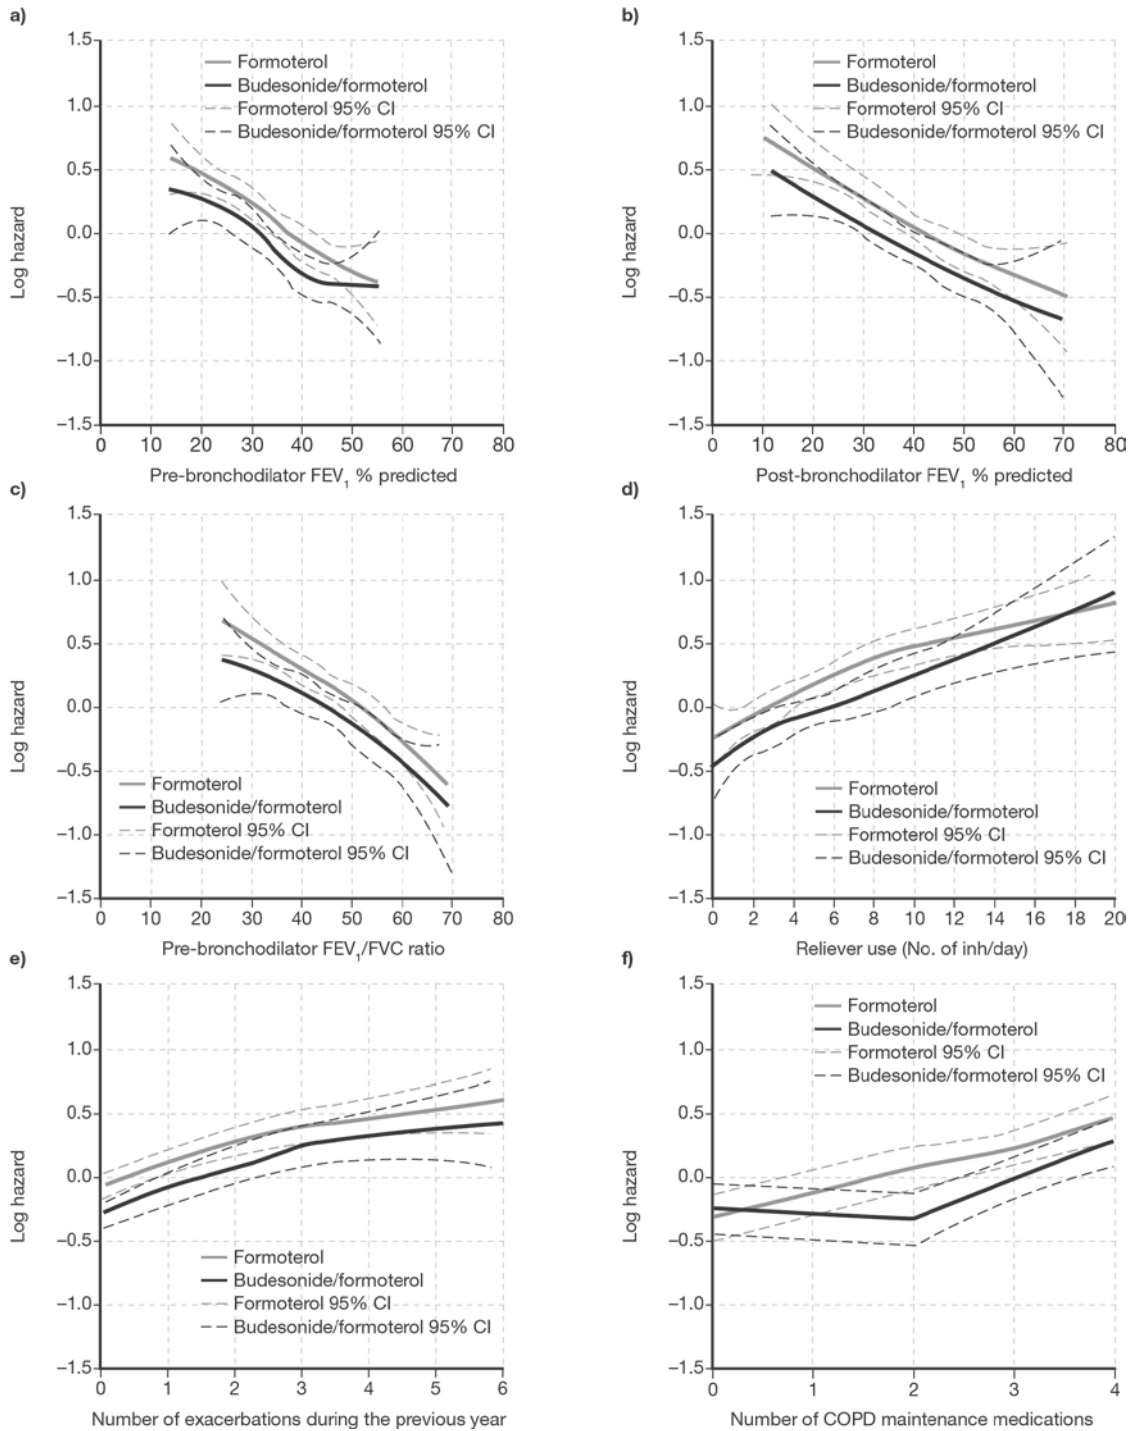 a)
1.5
1.0
0.5
0.0
−0.5
−1.0
−1.5
Log hazard
Formoterol
Budesonide/formoterol
Formoterol 95% CI
Budesonide/formoterol 95% CI
0 10 20 30 40 50 60 70 80
Pre-bronchodilator FEV1 % predicted
b)
1.5
1.0
0.5
0.0
−0.5
−1.0
−1.5
Log hazard
Formoterol
Budesonide/formoterol
Formoterol 95% CI
Budesonide/formoterol 95% CI
0 10 20 30 40 50 60 70 80
Post-bronchodilator FEV1 % predicted
c)
1.5
1.0
0.5
0.0
−0.5
−1.0
−1.5
Log hazard
Formoterol
Budesonide/formoterol
Formoterol 95% CI
Budesonide/formoterol 95% CI
0 10 20 30 40 50 60 70 80
Pre-bronchodilator FEV1/FVC ratio
d)
1.5
1.0
0.5
0.0
−0.5
−1.0
−1.5
Log hazard
Formoterol
Budesonide/formoterol
Formoterol 95% CI
Budesonide/formoterol 95% CI
0 2 4 6 8 10 12 14 16 18 20
Reliever use (No. of inh/day)
e)
1.5
1.0
0.5
0.0
−0.5
−1.0
−1.5
Log hazard
Formoterol
Budesonide/formoterol
Formoterol 95% CI
Budesonide/formoterol 95% CI
0 1 2 3 4 5 6
Number of exacerbations during the previous year
f)
1.5
1.0
0.5
0.0
−0.5
−1.0
−1.5
Log hazard
Formoterol
Budesonide/formoterol
Formoterol 95% CI
Budesonide/formoterol 95% CI
0 1 2 3 4
Number of COPD maintenance medications